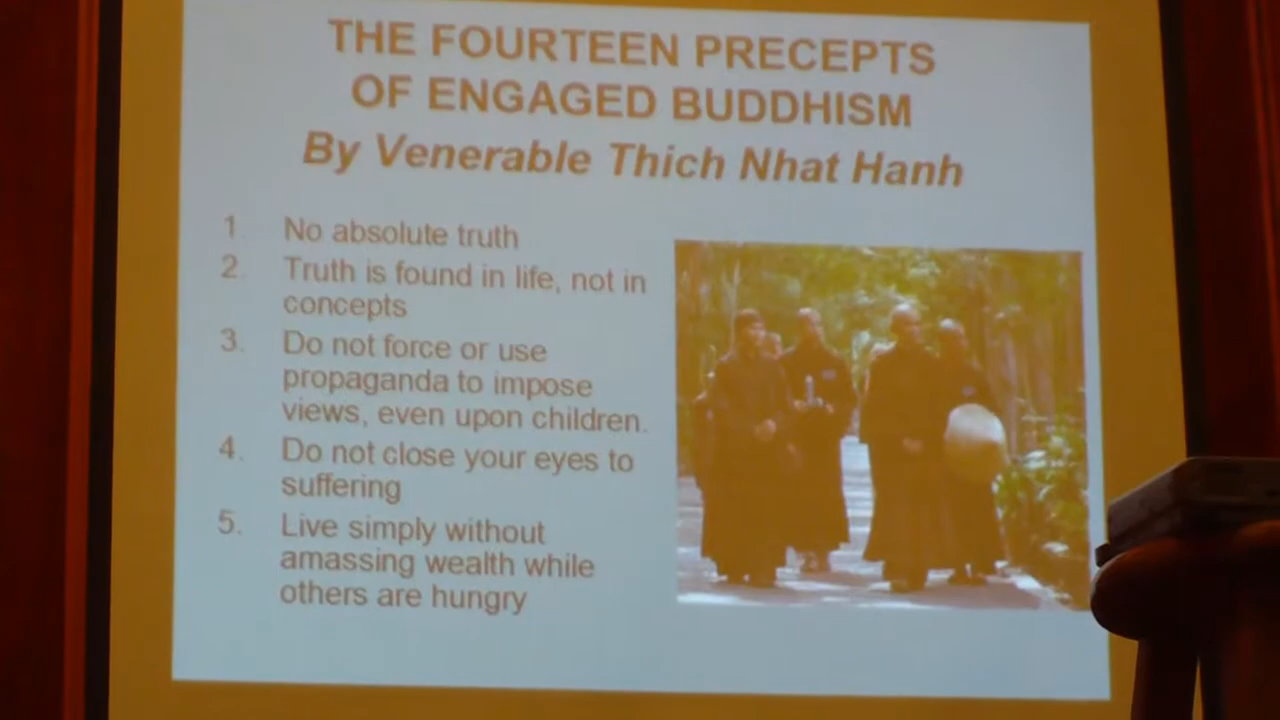 THE FOURTEEN PRECEPTS
OF ENGAGED BUDDHISM
By Venerable Thich Nhat Hanh
1. No absolute truth
2. Truth is found in life, not in
concepts
3. Do not force or use
propaganda to impose
views, even upon children.
4. Do not close your eyes to
suffering
5. Live simply without
amassing wealth while
others are hungry